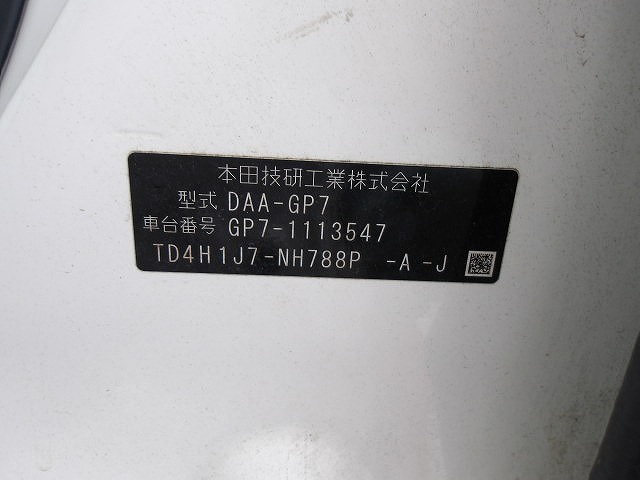 本田技研工業株式会社
型式 DAA-GP7
車台番号 GP7-1113547
TD4H1J7-NH788P -A -J